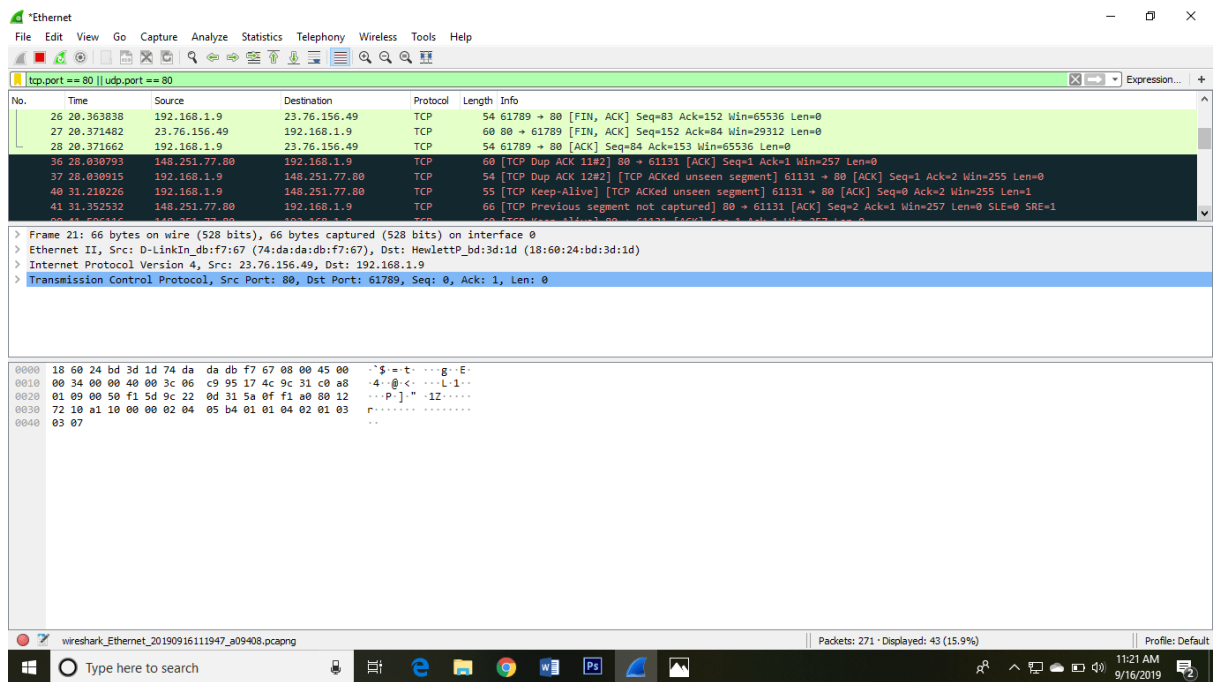 *Ethernet
File Edit View Go Capture Analyze Statistics Telephony Wireless Tools Help
tcp.port == 80 || udp.port == 80 Expression... +
No. Time Source Destination Protocol Length Info
26 20.363838 192.168.1.9 23.76.156.49 TCP 54 61789 → 80 [FIN, ACK] Seq=83 Ack=152 Win=65536 Len=0
27 20.371482 23.76.156.49 192.168.1.9 TCP 60 80 → 61789 [FIN, ACK] Seq=152 Ack=84 Win=29312 Len=0
28 20.371662 192.168.1.9 23.76.156.49 TCP 54 61789 → 80 [ACK] Seq=84 Ack=153 Win=65536 Len=0
36 28.030793 148.251.77.80 192.168.1.9 TCP 60 [TCP Dup ACK 11#2] 80 → 61131 [ACK] Seq=1 Ack=1 Win=257 Len=0
37 28.030915 192.168.1.9 148.251.77.80 TCP 54 [TCP Dup ACK 12#2] [TCP ACKed unseen segment] 61131 → 80 [ACK] Seq=1 Ack=2 Win=255 Len=0
40 31.210226 192.168.1.9 148.251.77.80 TCP 55 [TCP Keep-Alive] [TCP ACKed unseen segment] 61131 → 80 [ACK] Seq=0 Ack=2 Win=255 Len=1
41 31.352532 148.251.77.80 192.168.1.9 TCP 66 [TCP Previous segment not captured] 80 → 61131 [ACK] Seq=2 Ack=1 Win=257 Len=0 SLE=0 SRE=1
> Frame 21: 66 bytes on wire (528 bits), 66 bytes captured (528 bits) on interface 0
> Ethernet II, Src: D-LinkIn_db:f7:67 (74:da:da:db:f7:67), Dst: HewlettP_bd:3d:1d (18:60:24:bd:3d:1d)
> Internet Protocol Version 4, Src: 23.76.156.49, Dst: 192.168.1.9
> Transmission Control Protocol, Src Port: 80, Dst Port: 61789, Seq: 0, Ack: 1, Len: 0
0000 18 60 24 bd 3d 1d 74 da da db f7 67 08 00 45 00 ·`$·=·t· ···g··E·
0010 00 34 00 00 40 00 3c 06 c9 95 17 4c 9c 31 c0 a8 ·4··@·<· ···L·1··
0020 01 09 00 50 f1 5d 9c 22 0d 31 5a 0f f1 a0 80 12 ···P·]·" ·1Z·····
0030 72 10 a1 10 00 00 02 04 05 b4 01 01 04 02 01 03 r······· ········
0040 03 07 ··
wireshark_Ethernet_20190916111947_a09408.pcapng Packets: 271 · Displayed: 43 (15.9%) Profile: Default
Type here to search 11:21 AM
9/16/2019